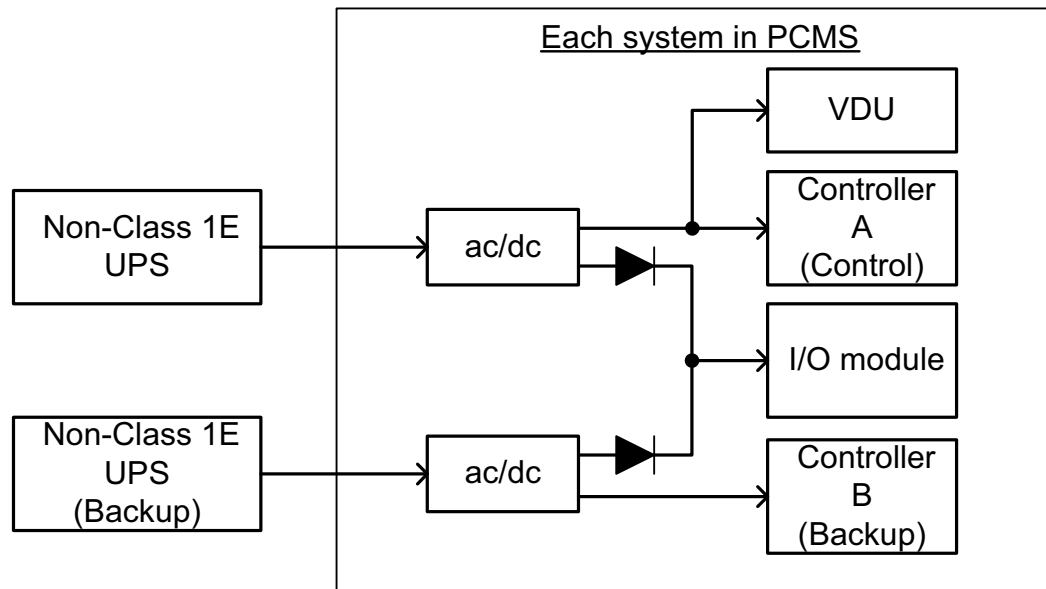 Each system in PCMS
VDU
Non-Class 1E
UPS
ac/dc
Controller
A
(Control)
I/O module
Non-Class 1E
UPS
(Backup)
ac/dc
Controller
B
(Backup)